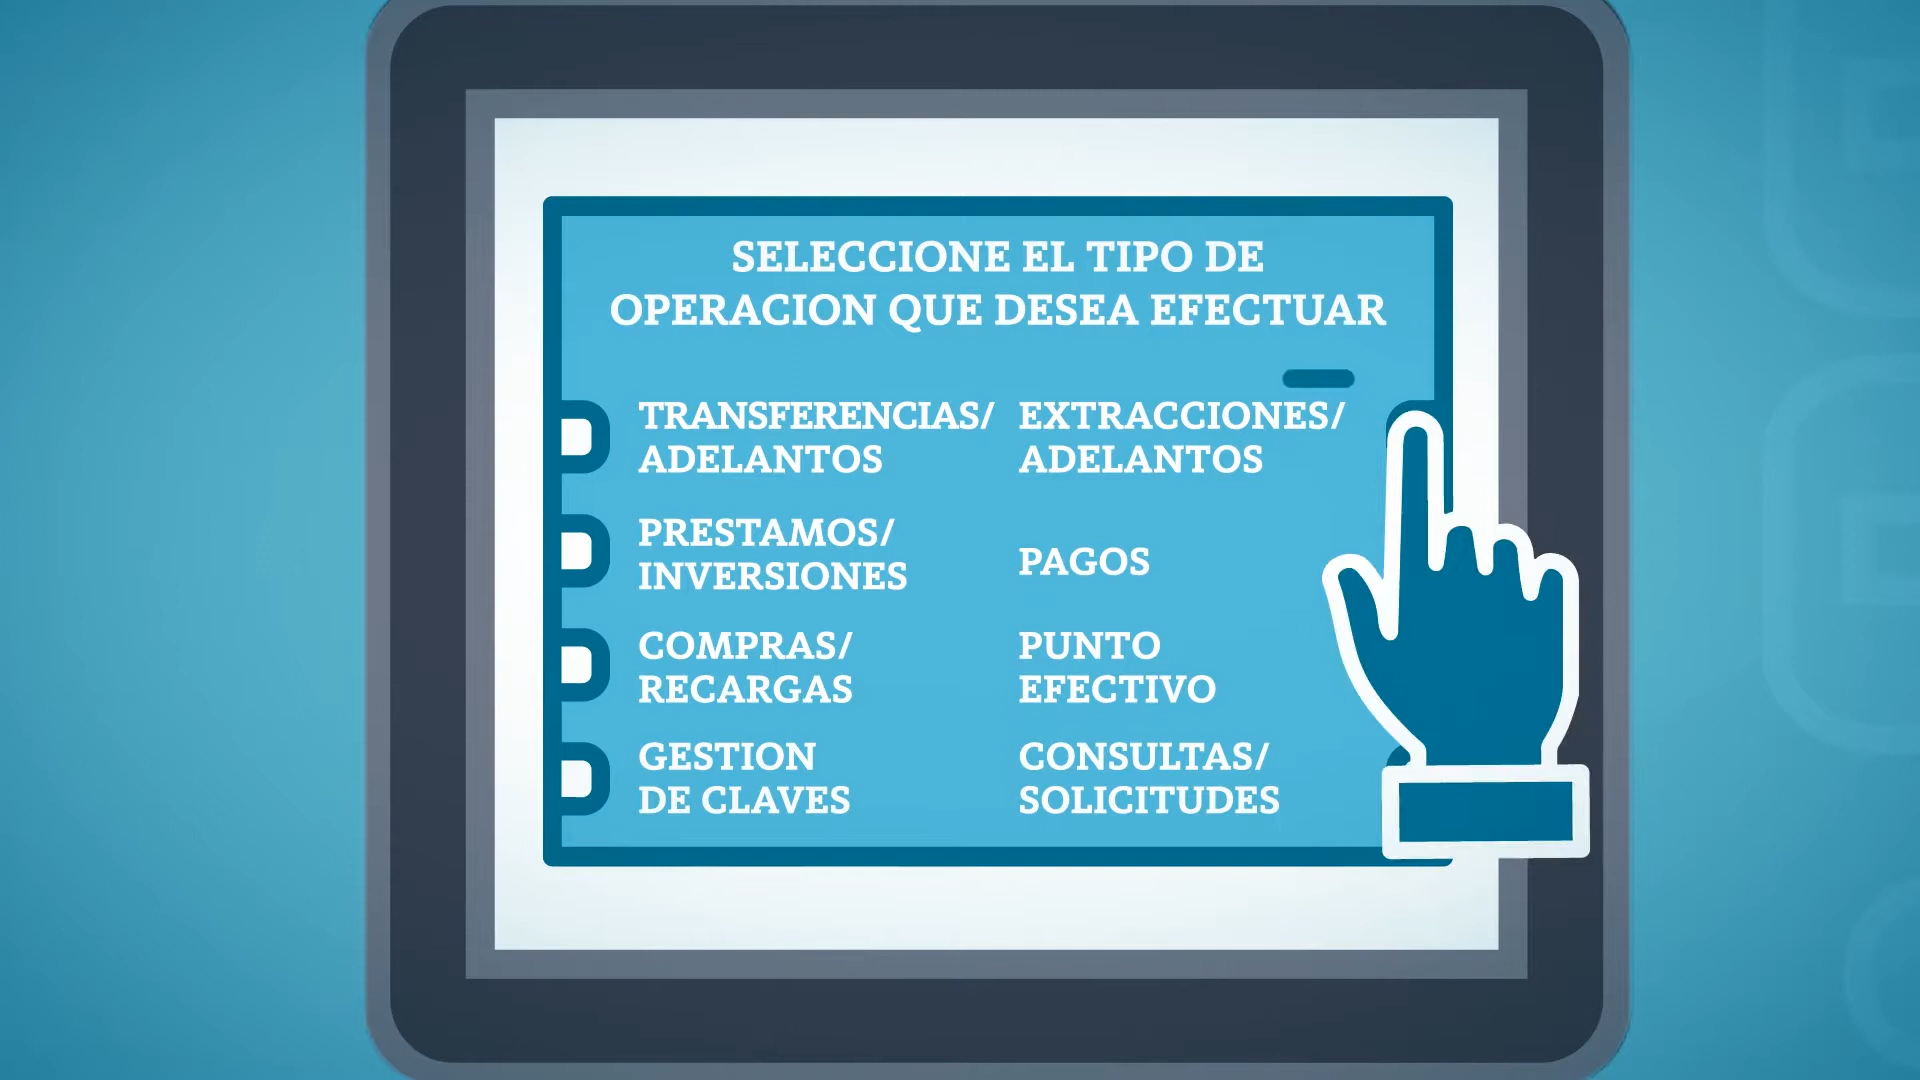 SELECCIONE EL TIPO DE
OPERACION QUE DESEA EFECTUAR
TRANSFERENCIAS/
ADELANTOS
EXTRACCIONES/
ADELANTOS
PRESTAMOS/
INVERSIONES
PAGOS
COMPRAS/
RECARGAS
PUNTO
EFECTIVO
GESTION
DE CLAVES
CONSULTAS/
SOLICITUDES